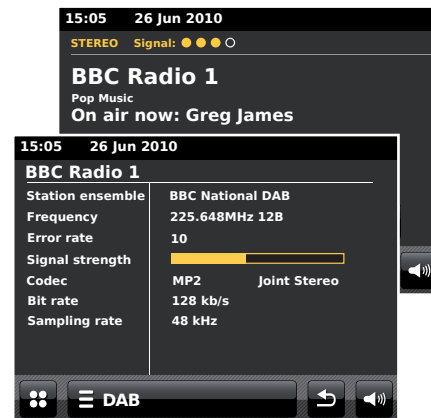 15:05 26 Jun 2010
STEREO Signal:
BBC Radio 1
Pop Music
On air now: Greg James
15:05 26 Jun 2010
BBC Radio 1
Station ensemble BBC National DAB
Frequency 225.648MHz 12B
Error rate 10
Signal strength
Codec MP2 Joint Stereo
Bit rate 128 kb/s
Sampling rate 48 kHz
DAB